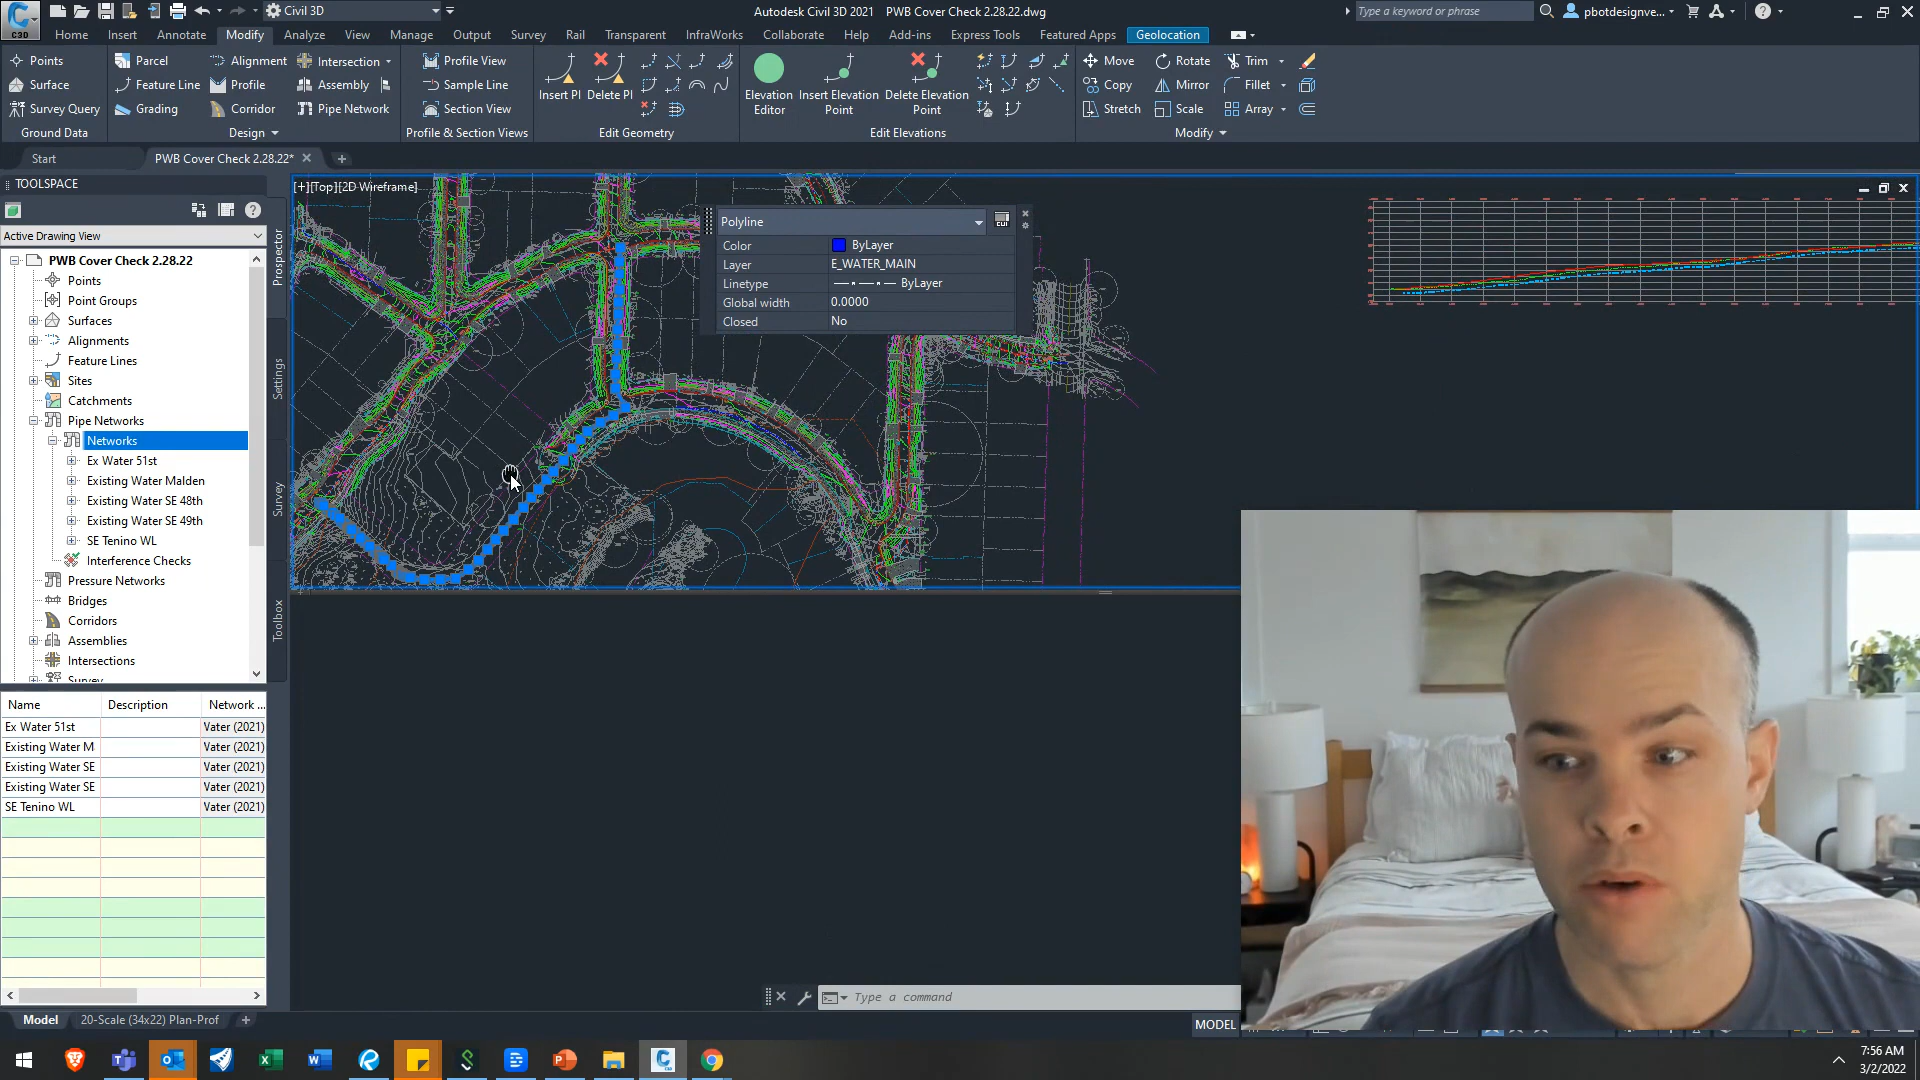 Civil 3D
Autodesk Civil 3D 2021 PWB Cover Check 2.28.22.dwg
Type a keyword or phrase
pbotdesignve...
C3D
Home Insert Annotate Modify Analyze View Manage Output Survey Rail Transparent InfraWorks Collaborate Help Add-ins Express Tools Featured Apps Geolocation
Points Parcel Alignment Intersection Profile View Move Rotate Trim
Surface Feature Line Profile Assembly Sample Line Copy Mirror Fillet
Survey Query Grading Corridor Pipe Network Section View Stretch Scale Array
Insert PI Delete PI
Elevation Editor
Insert Elevation Point
Delete Elevation Point
Ground Data Design Profile & Section Views Edit Geometry Edit Elevations Modify
Start PWB Cover Check 2.28.22*
TOOLSPACE
Active Drawing View
PWB Cover Check 2.28.22
Points
Point Groups
Surfaces
Alignments
Feature Lines
Sites
Catchments
Pipe Networks
Networks
Ex Water 51st
Existing Water Malden
Existing Water SE 48th
Existing Water SE 49th
SE Tenino WL
Interference Checks
Pressure Networks
Bridges
Corridors
Assemblies
Intersections
Survey
Prospector
Settings
Survey
Toolbox
Name Description Network ...
Ex Water 51st Vater (2021)
Existing Water M Vater (2021)
Existing Water SE Vater (2021)
Existing Water SE Vater (2021)
SE Tenino WL Vater (2021)
[+][Top][2D Wireframe]
Polyline
CUI
Color ByLayer
Layer E_WATER_MAIN
Linetype ByLayer
Global width 0.0000
Closed No
Type a command
Model 20-Scale (34x22) Plan-Prof
MODEL
7:56 AM
3/2/2022